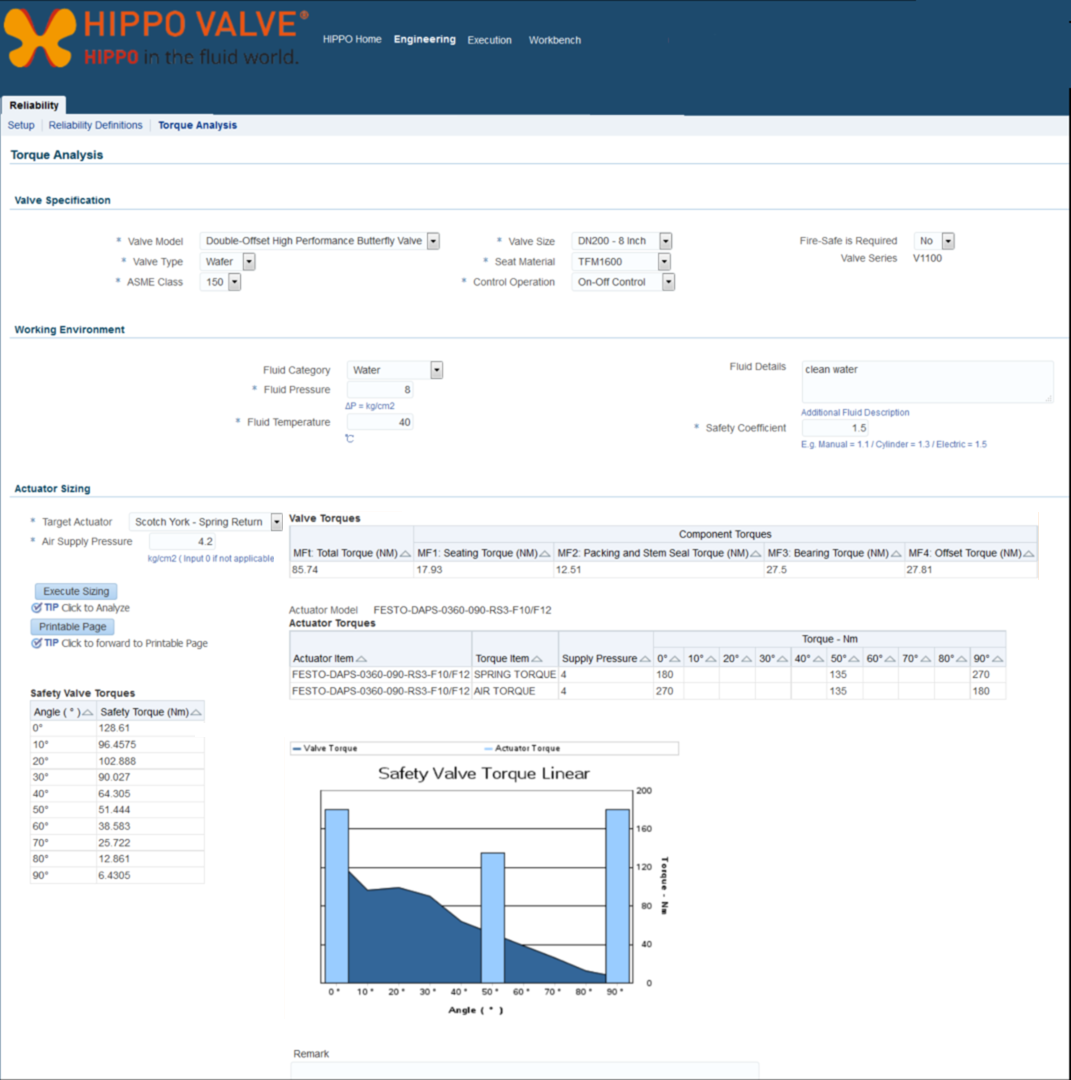 HIPPO VALVE®
HIPPO in the fluid world.
HIPPO Home Engineering Execution Workbench
Reliability
Setup Reliability Definitions Torque Analysis
Torque Analysis
Valve Specification
* Valve Model Double-Offset High Performance Butterfly Valve * Valve Size DN200 - 8 Inch Fire-Safe is Required No
* Valve Type Wafer * Seat Material TFM1600 Valve Series V1100
* ASME Class 150 * Control Operation On-Off Control
Working Environment
Fluid Category Water Fluid Details clean water
* Fluid Pressure 8
ΔP = kg/cm2 Additional Fluid Description
* Fluid Temperature 40 * Safety Coefficient 1.5
℃ E.g. Manual = 1.1 / Cylinder = 1.3 / Electric = 1.5
Actuator Sizing
* Target Actuator Scotch York - Spring Return
* Air Supply Pressure 4.2
kg/cm2 ( Input 0 if not applicable
Execute Sizing
TIP Click to Analyze
Printable Page
TIP Click to forward to Printable Page
Valve Torques
Component Torques
MFt: Total Torque (NM) MF1: Seating Torque (NM) MF2: Packing and Stem Seal Torque (NM) MF3: Bearing Torque (NM) MF4: Offset Torque (NM)
85.74 17.93 12.51 27.5 27.81
Actuator Model FESTO-DAPS-0360-090-RS3-F10/F12
Actuator Torques
Torque - Nm
Actuator Item Torque Item Supply Pressure 0° 10° 20° 30° 40° 50° 60° 70° 80° 90°
FESTO-DAPS-0360-090-RS3-F10/F12 SPRING TORQUE 4 180 135 270
FESTO-DAPS-0360-090-RS3-F10/F12 AIR TORQUE 4 270 135 180
Safety Valve Torques
Angle ( ° ) Safety Torque (Nm)
0° 128.61
10° 96.4575
20° 102.888
30° 90.027
40° 64.305
50° 51.444
60° 38.583
70° 25.722
80° 12.861
90° 6.4305
Valve Torque Actuator Torque
Safety Valve Torque Linear
200
160
120
80
40
0
Torque - Nm
0° 10° 20° 30° 40° 50° 60° 70° 80° 90°
Angle ( ° )
Remark